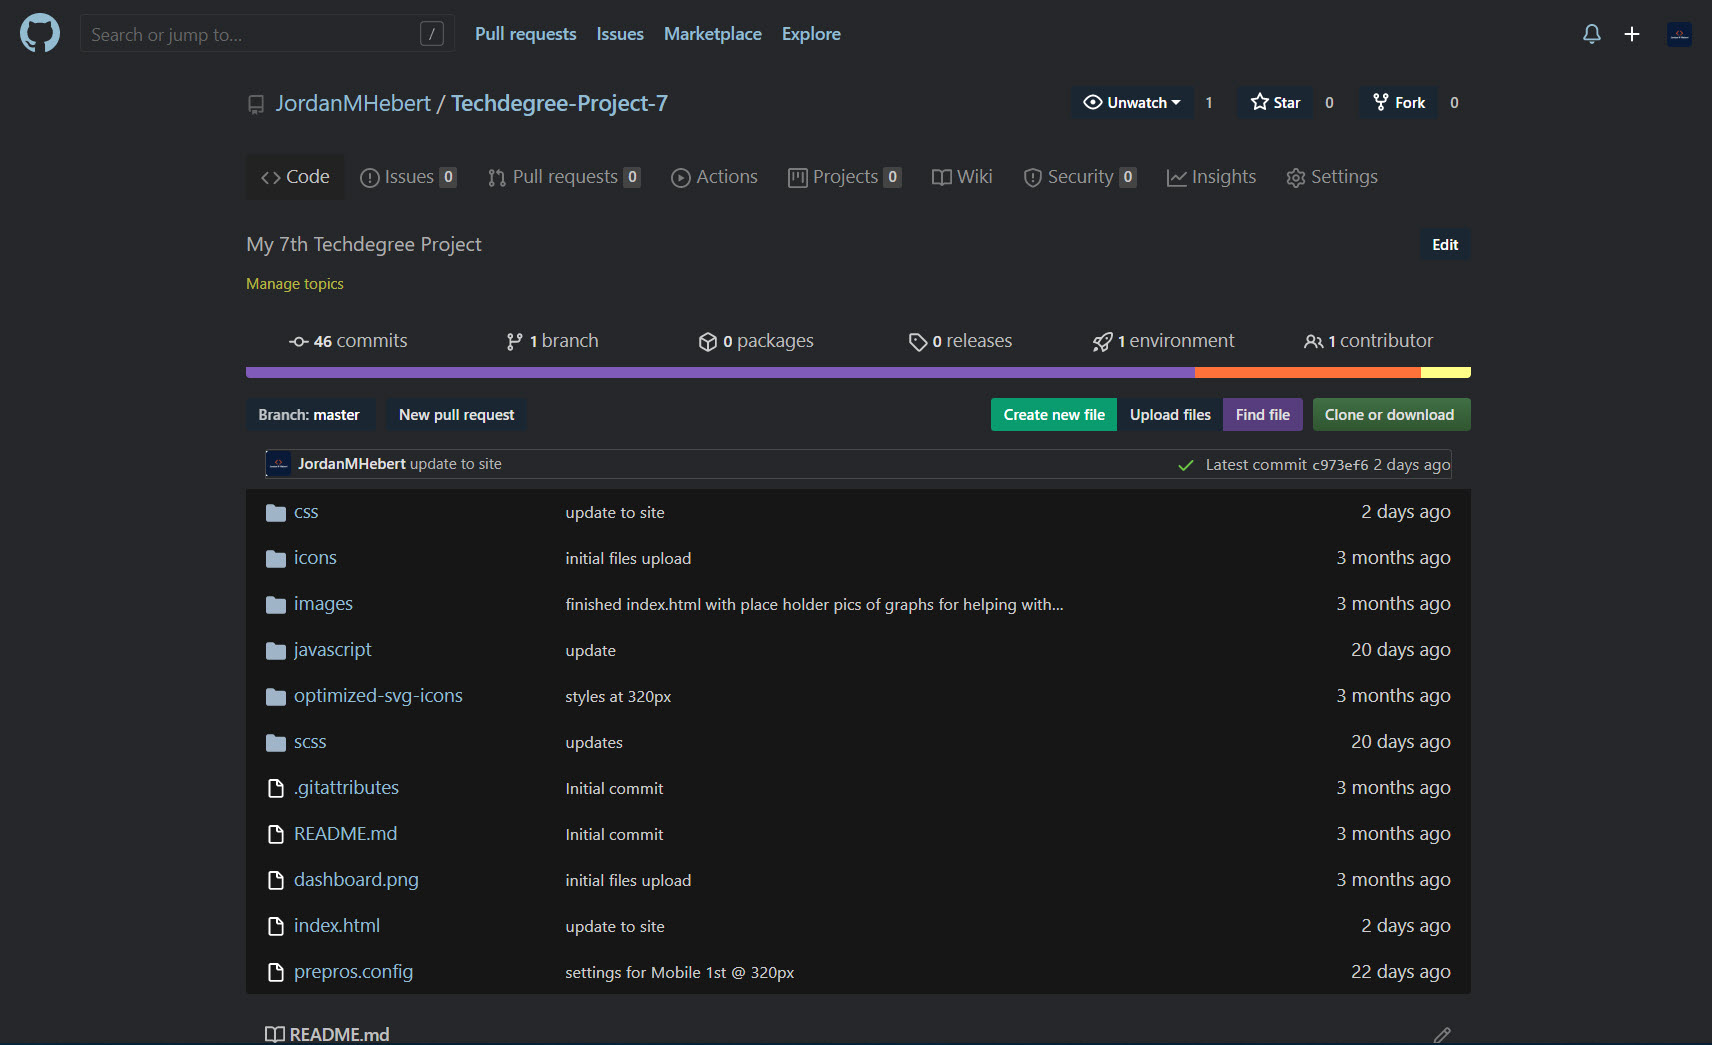 Search or jump to... / Pull requests Issues Marketplace Explore
JordanMHebert / Techdegree-Project-7 Unwatch 1 Star 0 Fork 0
Code Issues 0 Pull requests 0 Actions Projects 0 Wiki Security 0 Insights Settings
My 7th Techdegree Project Edit
Manage topics
46 commits 1 branch 0 packages 0 releases 1 environment 1 contributor
Branch: master New pull request Create new file Upload files Find file Clone or download
JordanMHebert update to site Latest commit c973ef6 2 days ago
css update to site 2 days ago
icons initial files upload 3 months ago
images finished index.html with place holder pics of graphs for helping with... 3 months ago
javascript update 20 days ago
optimized-svg-icons styles at 320px 3 months ago
scss updates 20 days ago
.gitattributes Initial commit 3 months ago
README.md Initial commit 3 months ago
dashboard.png initial files upload 3 months ago
index.html update to site 2 days ago
prepros.config settings for Mobile 1st @ 320px 22 days ago
README.md